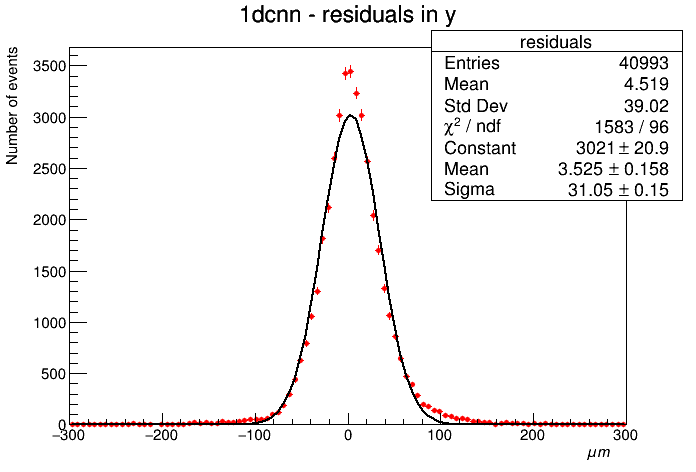 1dcnn - residuals in y
residuals
Entries 40993
Mean 4.519
Std Dev 39.02
χ² / ndf 1583 / 96
Constant 3021 ± 20.9
Mean 3.525 ± 0.158
Sigma 31.05 ± 0.15
Number of events
3500
3000
2500
2000
1500
1000
500
0
−300 −200 −100 0 100 200 300
μm